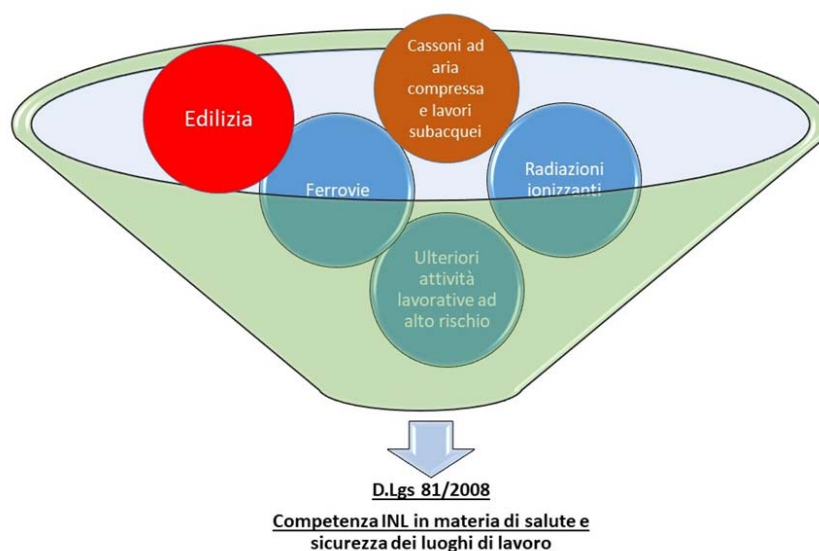 Cassoni ad
aria
compressa
e lavori
subacquei
Edilizia
Ferrovie
Radiazioni
ionizzanti
Ulteriori
attività
lavorative ad
alto rischio
D.Lgs 81/2008
Competenza INL in materia di salute e
sicurezza dei luoghi di lavoro